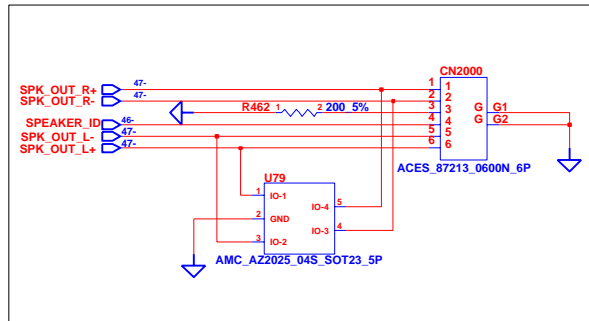 CN2000
SPK_OUT_R+ 47- 1 1
SPK_OUT_R- 47- 2 2
R462 1 2 200 5% 3 3 G G1
SPEAKER_ID 46- 4 4 G G2
SPK_OUT_L- 47- 5 5
SPK_OUT_L+ 47- 6 6
ACES_87213_0600N_6P
U79
1 IO-1 IO-4 5
2 GND
3 IO-2 IO-3 4
AMC_AZ2025_04S_SOT23_5P